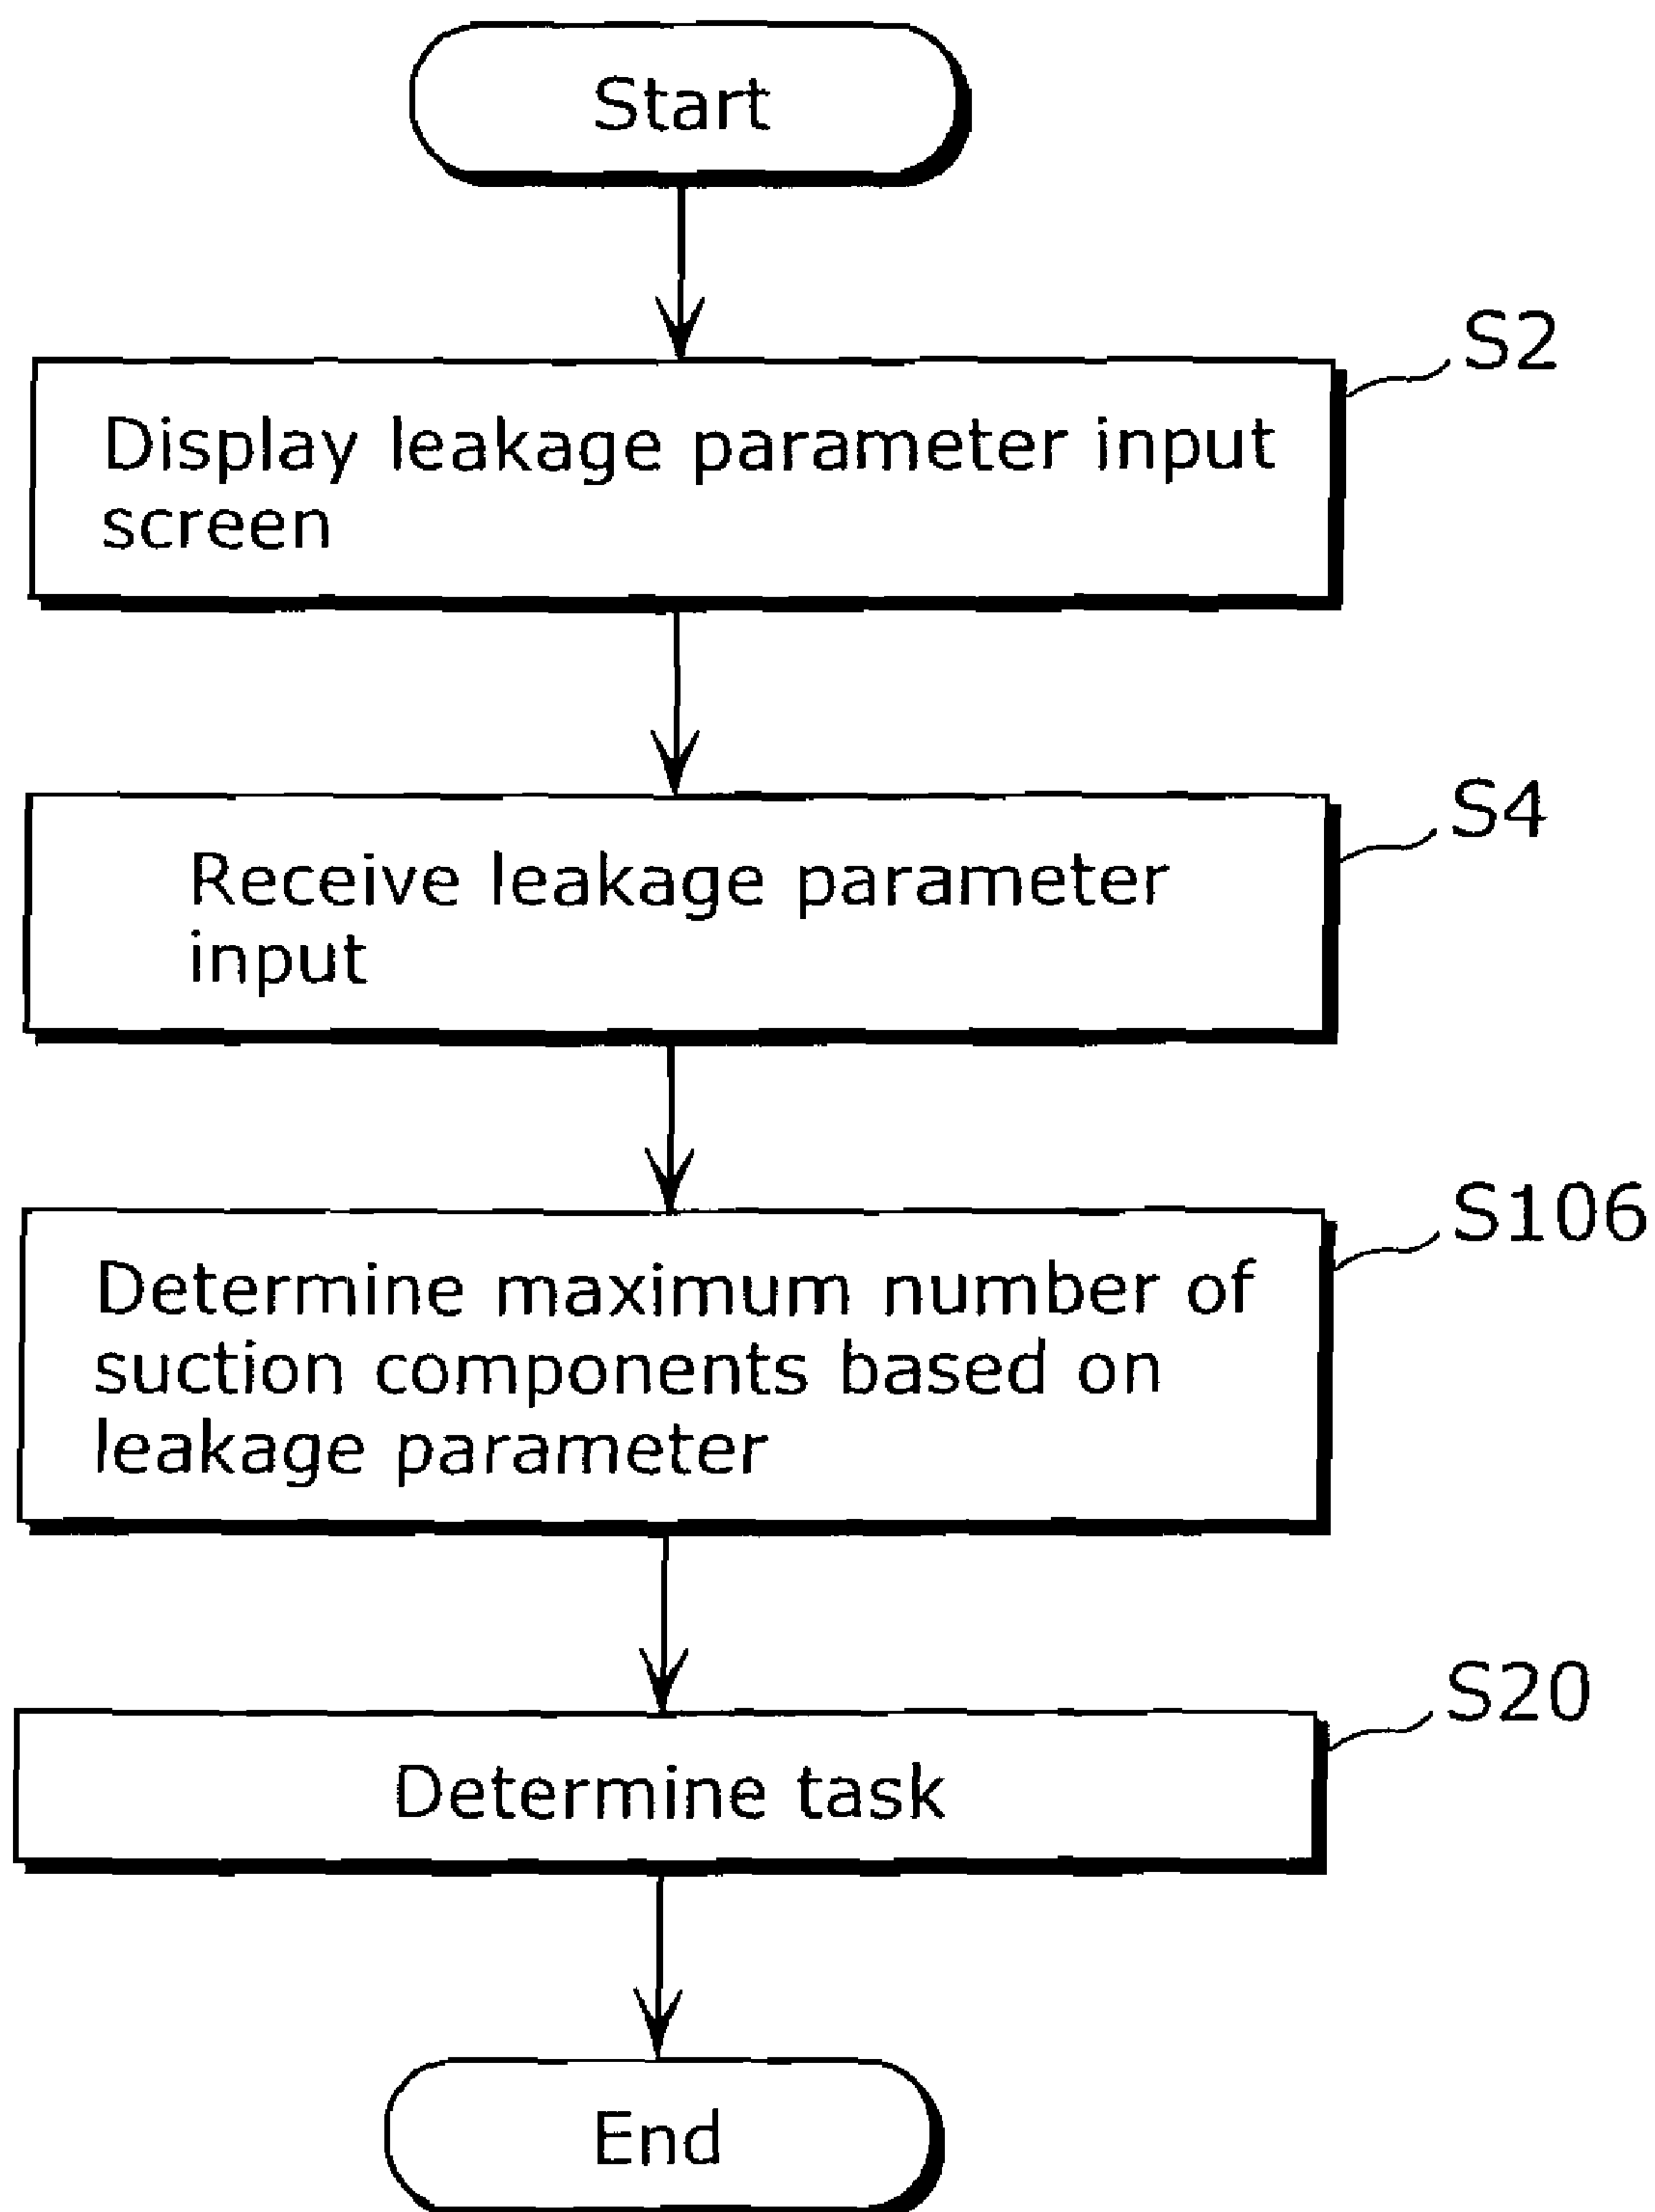 Start
S2
Display leakage parameter input
screen
S4
Receive leakage parameter
input
S106
Determine maximum number of
suction components based on
leakage parameter
S20
Determine task
End